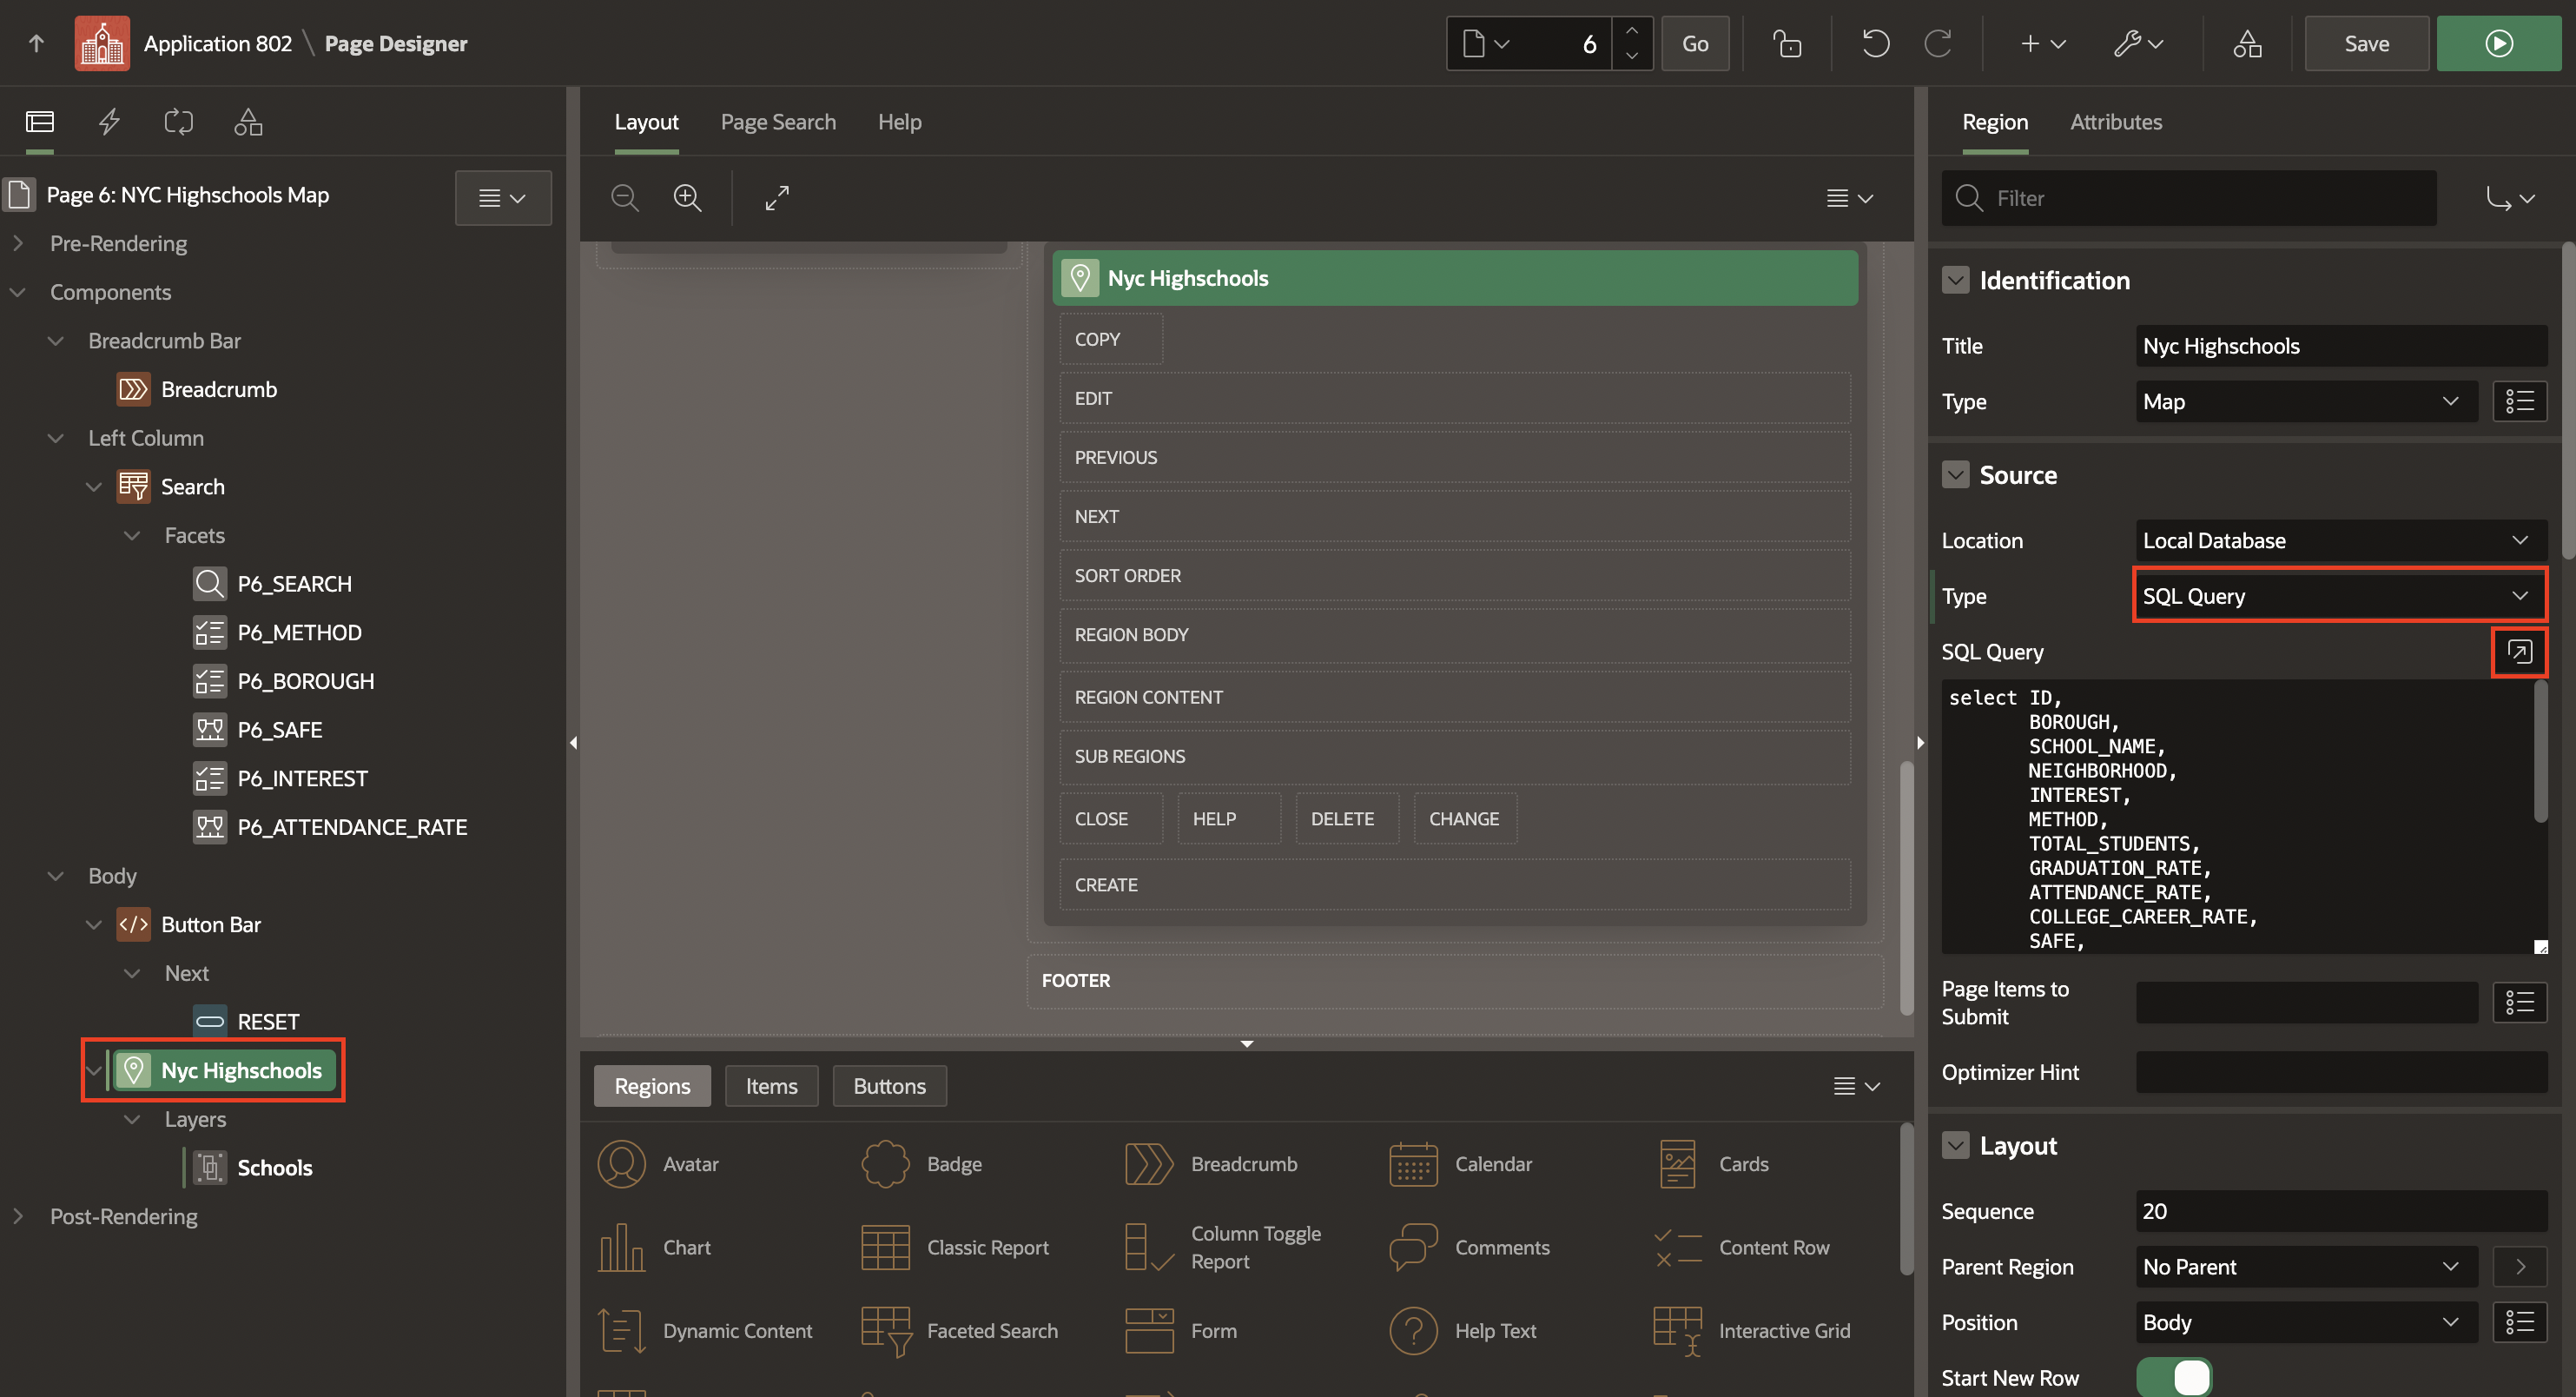 Application 802 \ Page Designer
6
Go
Save
Layout
Page Search
Help
Region
Attributes
Page 6: NYC Highschools Map
Pre-Rendering
Components
Breadcrumb Bar
Breadcrumb
Left Column
Search
Facets
P6_SEARCH
P6_METHOD
P6_BOROUGH
P6_SAFE
P6_INTEREST
P6_ATTENDANCE_RATE
Body
Button Bar
Next
RESET
Nyc Highschools
Layers
Schools
Post-Rendering
Nyc Highschools
COPY
EDIT
PREVIOUS
NEXT
SORT ORDER
REGION BODY
REGION CONTENT
SUB REGIONS
CLOSE
HELP
DELETE
CHANGE
CREATE
FOOTER
Regions
Items
Buttons
Avatar
Badge
Breadcrumb
Calendar
Cards
Chart
Classic Report
Column Toggle
Report
Comments
Content Row
Dynamic Content
Faceted Search
Form
Help Text
Interactive Grid
Filter
Identification
Title
Nyc Highschools
Type
Map
Source
Location
Local Database
Type
SQL Query
SQL Query
select ID,
BOROUGH,
SCHOOL_NAME,
NEIGHBORHOOD,
INTEREST,
METHOD,
TOTAL_STUDENTS,
GRADUATION_RATE,
ATTENDANCE_RATE,
COLLEGE_CAREER_RATE,
SAFE,
Page Items to
Submit
Optimizer Hint
Layout
Sequence
20
Parent Region
No Parent
Position
Body
Start New Row